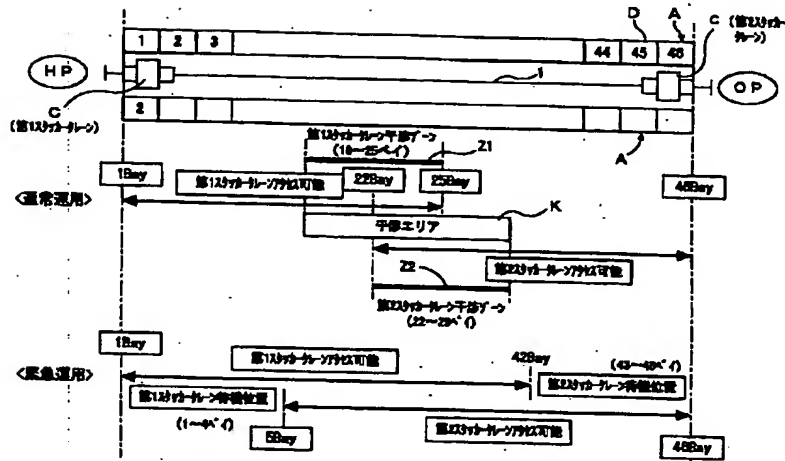 D
A
C (第2スタッカークレーン)
1 2 3 44 45 46
HP
1
OP
C
(第1スタッカークレーン)
2
A
第1スタッカークレーン干渉ゾーン
(18～25ベイ)
Z1
1Bay
第1スタッカークレーンアクセス可能
22Bay
25Bay
46Bay
<通常運用>
K
干渉エリア
Z2
第2スタッカークレーンアクセス可能
第2スタッカークレーン干渉ゾーン
(22～29ベイ)
1Bay
<緊急運用>
第1スタッカークレーンアクセス可能
42Bay
(43～46ベイ)
第2スタッカークレーン待機位置
第1スタッカークレーン待機位置
(1～4ベイ)
5Bay
第2スタッカークレーンアクセス可能
46Bay